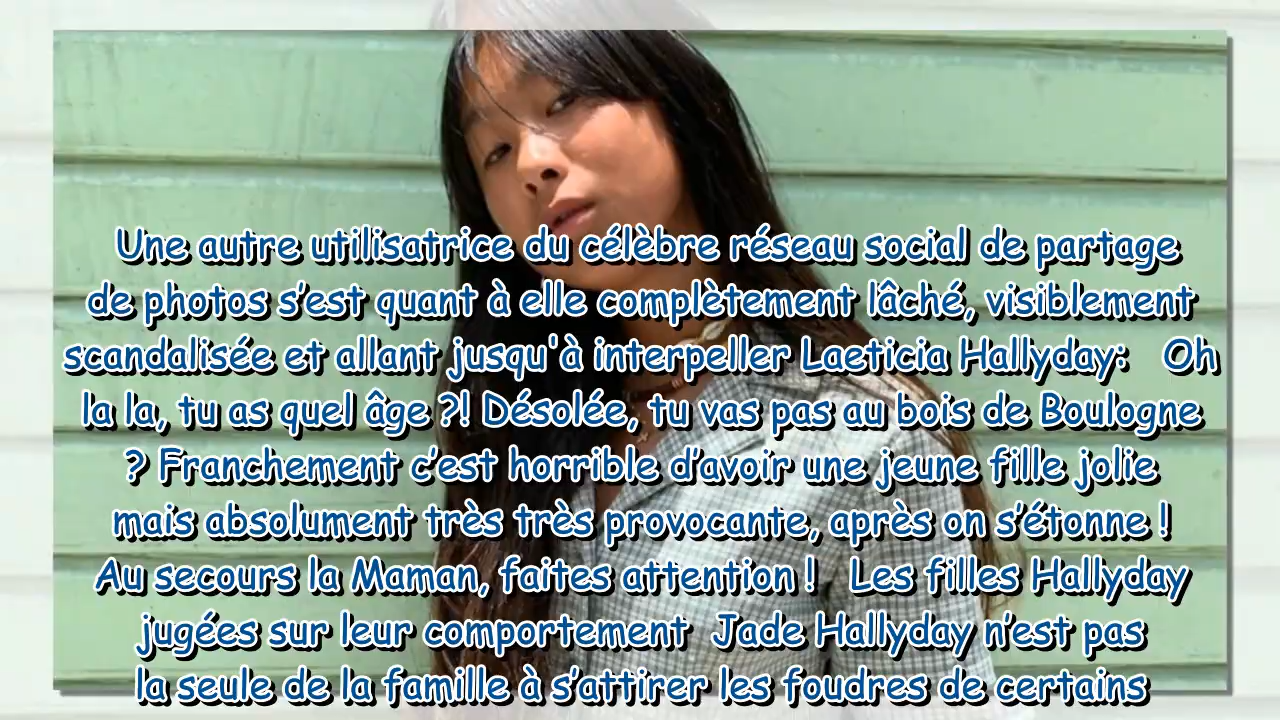 Une autre utilisatrice du célèbre réseau social de partage
de photos s’est quant à elle complètement lâché, visiblement
scandalisée et allant jusqu'à interpeller Laeticia Hallyday: Oh
la la, tu as quel âge ?! Désolée, tu vas pas au bois de Boulogne
? Franchement c’est horrible d’avoir une jeune fille jolie
mais absolument très très provocante, après on s’étonne !
Au secours la Maman, faites attention ! Les filles Hallyday
jugées sur leur comportement Jade Hallyday n’est pas
la seule de la famille à s’attirer les foudres de certains